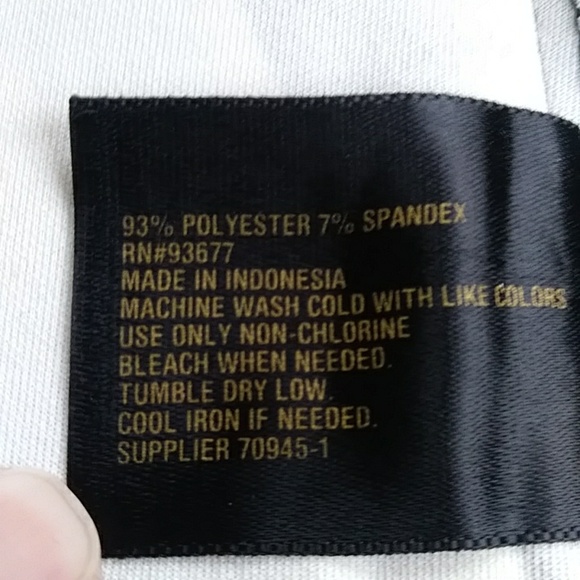 93% POLYESTER 7% SPANDEX
RN#93677
MADE IN INDONESIA
MACHINE WASH COLD WITH LIKE COLORS
USE ONLY NON-CHLORINE
BLEACH WHEN NEEDED.
TUMBLE DRY LOW.
COOL IRON IF NEEDED.
SUPPLIER 70945-1